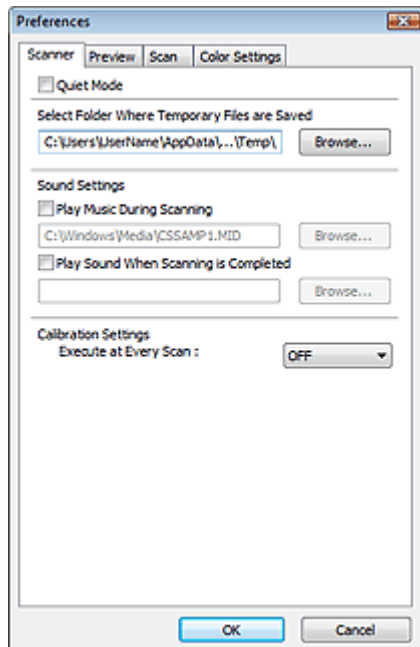 Preferences
Scanner Preview Scan Color Settings
Quiet Mode
Select Folder Where Temporary Files are Saved
C:\Users\UserName\AppData\...\Temp\
Browse...
Sound Settings
Play Music During Scanning
C:\Windows\Media\CSSAMP1.MID
Browse...
Play Sound When Scanning is Completed
Browse...
Calibration Settings
Execute at Every Scan :
OFF
OK
Cancel